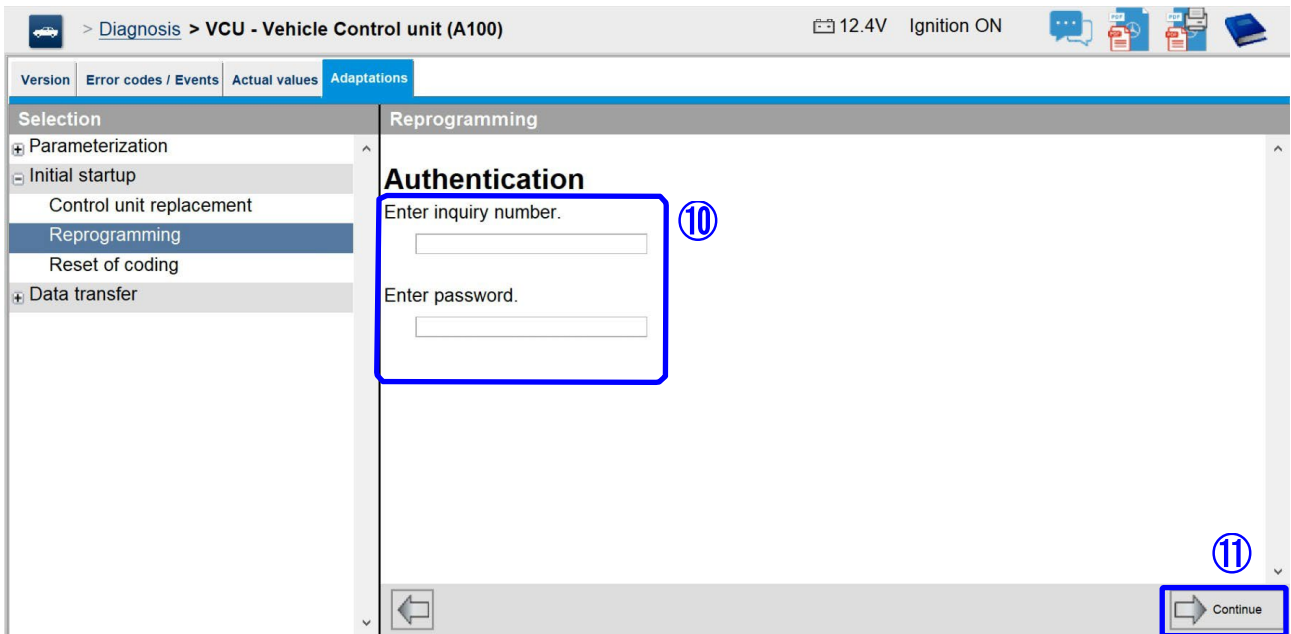 > Diagnosis > VCU - Vehicle Control unit (A100) 12.4V Ignition ON
Version Error codes / Events Actual values Adaptations
Selection Reprogramming
Parameterization
Initial startup
Control unit replacement
Reprogramming
Reset of coding
Data transfer
Authentication
Enter inquiry number.
⑩
Enter password.
⑪
Continue